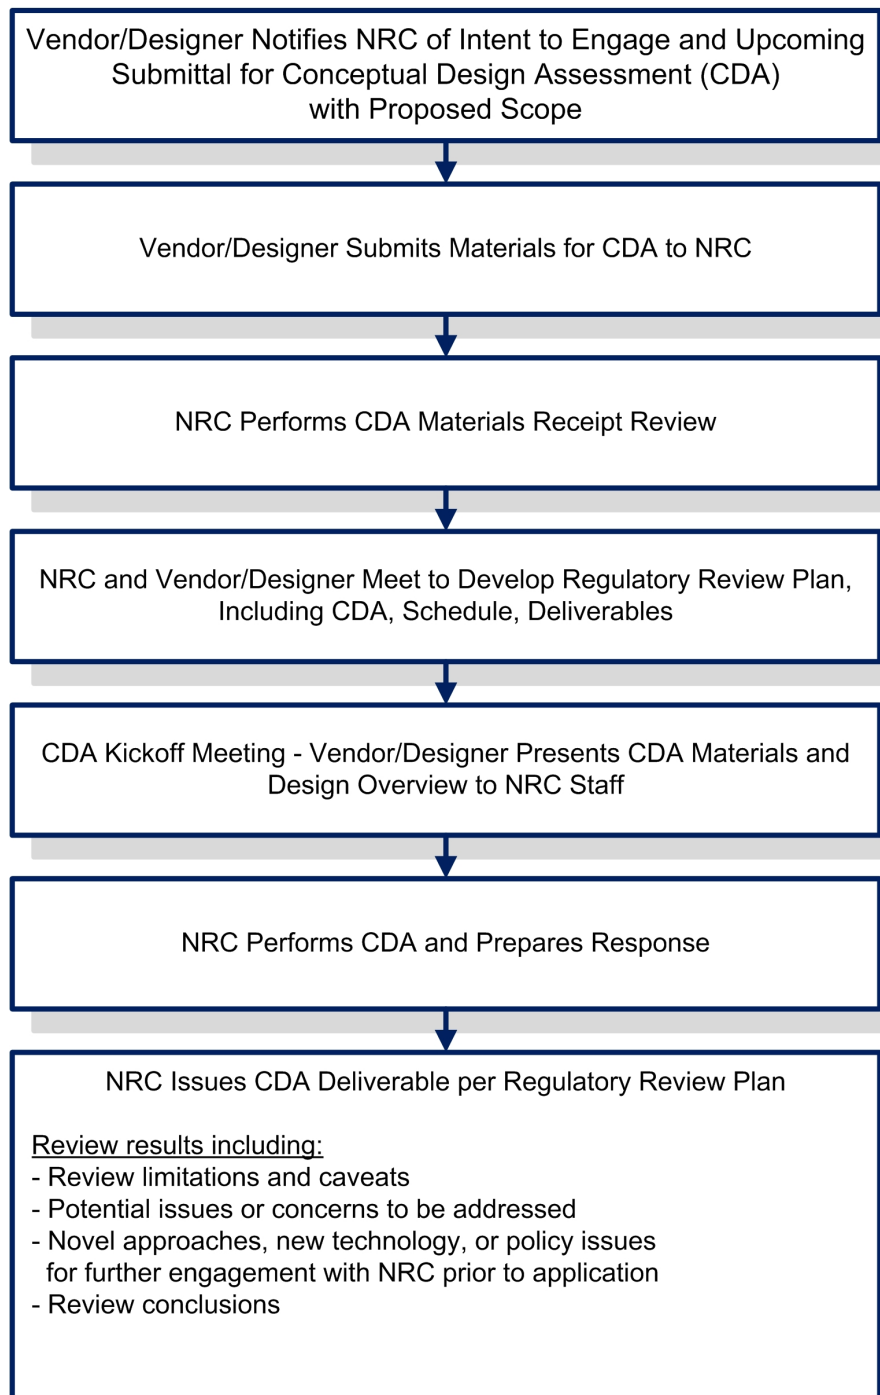 Vendor/Designer Notifies NRC of Intent to Engage and Upcoming
Submittal for Conceptual Design Assessment (CDA)
with Proposed Scope
Vendor/Designer Submits Materials for CDA to NRC
NRC Performs CDA Materials Receipt Review
NRC and Vendor/Designer Meet to Develop Regulatory Review Plan,
Including CDA, Schedule, Deliverables
CDA Kickoff Meeting - Vendor/Designer Presents CDA Materials and
Design Overview to NRC Staff
NRC Performs CDA and Prepares Response
NRC Issues CDA Deliverable per Regulatory Review Plan
Review results including:
- Review limitations and caveats
- Potential issues or concerns to be addressed
- Novel approaches, new technology, or policy issues
for further engagement with NRC prior to application
- Review conclusions